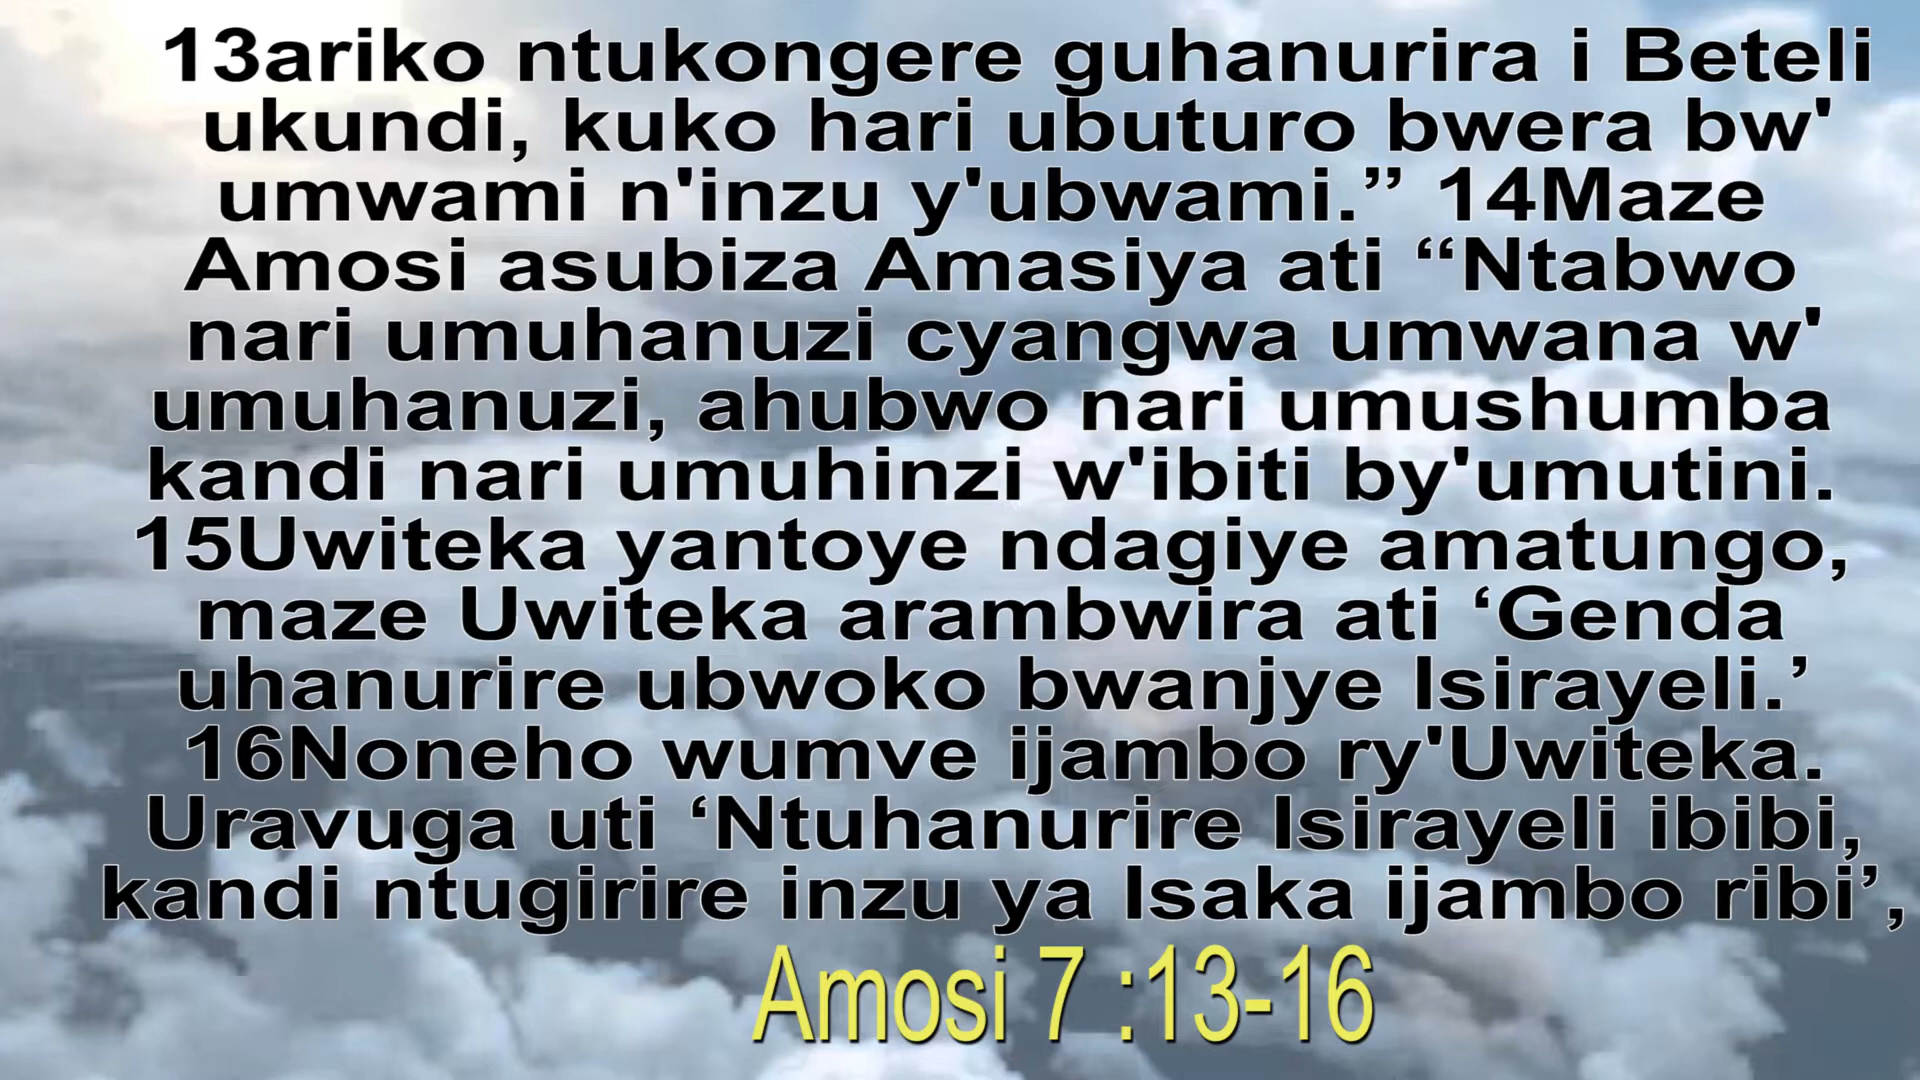 13ariko ntukongere guhanurira i Beteli
ukundi, kuko hari ubuturo bwera bw'
umwami n'inzu y'ubwami.” 14Maze
Amosi asubiza Amasiya ati “Ntabwo
nari umuhanuzi cyangwa umwana w'
umuhanuzi, ahubwo nari umushumba
kandi nari umuhinzi w'ibiti by'umutini.
15Uwiteka yantoye ndagiye amatungo,
maze Uwiteka arambwira ati ‘Genda
uhanurire ubwoko bwanjye Isirayeli.’
16Noneho wumve ijambo ry'Uwiteka.
Uravuga uti ‘Ntuhanurire Isirayeli ibibi,
kandi ntugirire inzu ya Isaka ijambo ribi’,
Amosi 7 :13-16